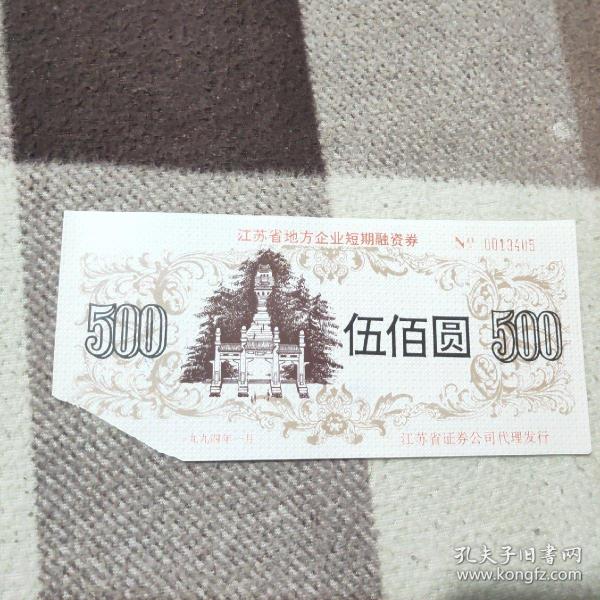 江苏省地方企业短期融资券 № 0013405
500 伍佰圆 500
一九九四年一月 江苏省证券公司代理发行
孔夫子旧书网
www.kongfz.com